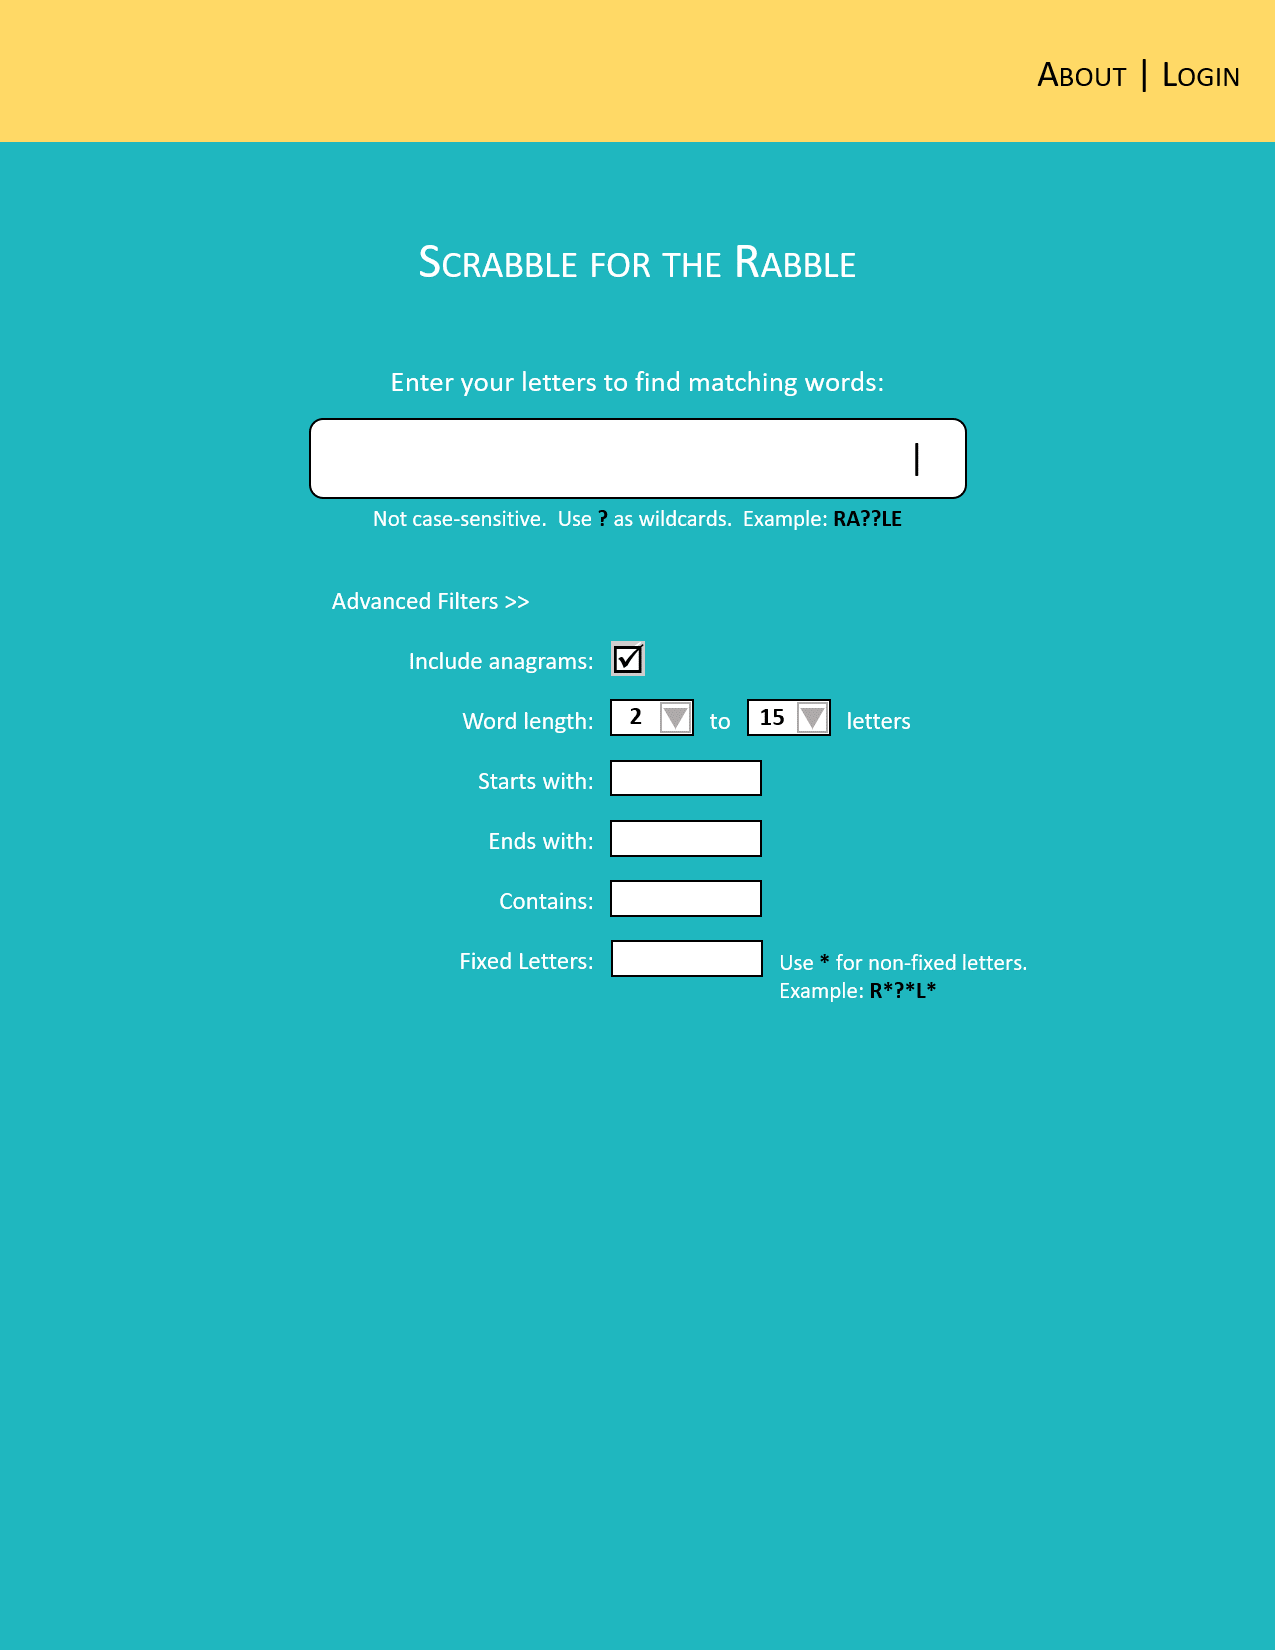 About | Login
Scrabble for the Rabble
Enter your letters to find matching words:
|
Not case-sensitive.  Use ? as wildcards.  Example: RA??LE
Advanced Filters >>
Include anagrams:
Word length: 2 to 15 letters
Starts with:
Ends with:
Contains:
Fixed Letters: Use * for non-fixed letters.
Example: R*?*L*